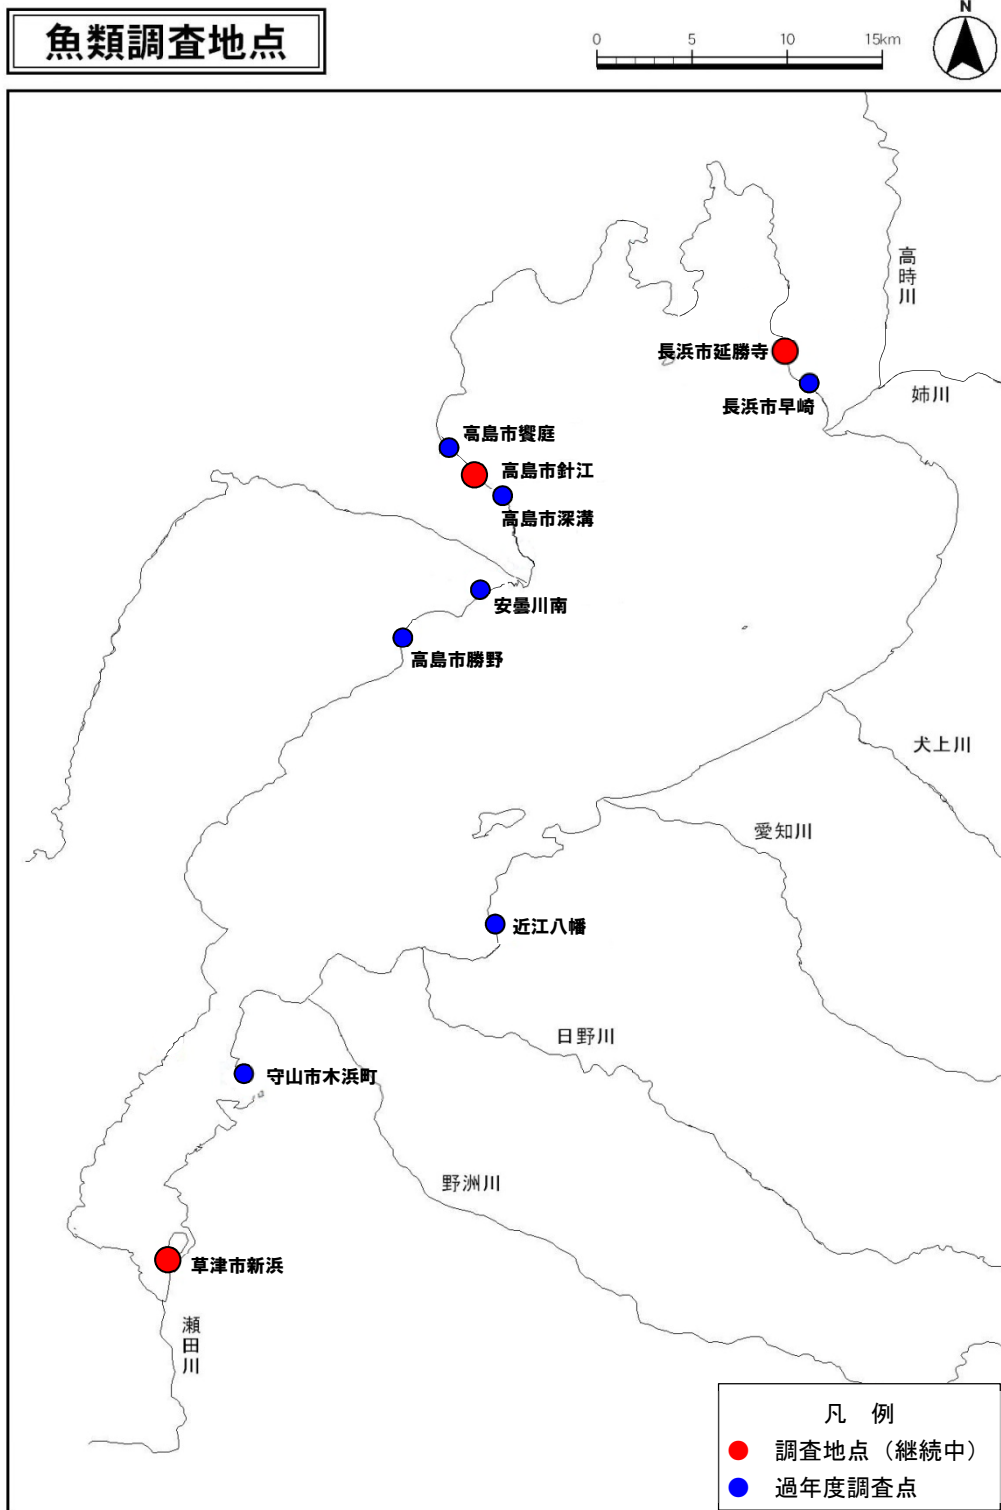 魚類調査地点
0 5 10 15km
N
高時川
長浜市延勝寺
長浜市早崎
姉川
高島市饗庭
高島市針江
高島市深溝
安曇川南
高島市勝野
犬上川
愛知川
近江八幡
日野川
守山市木浜町
野洲川
草津市新浜
瀬田川
凡 例
調査地点（継続中）
過年度調査点